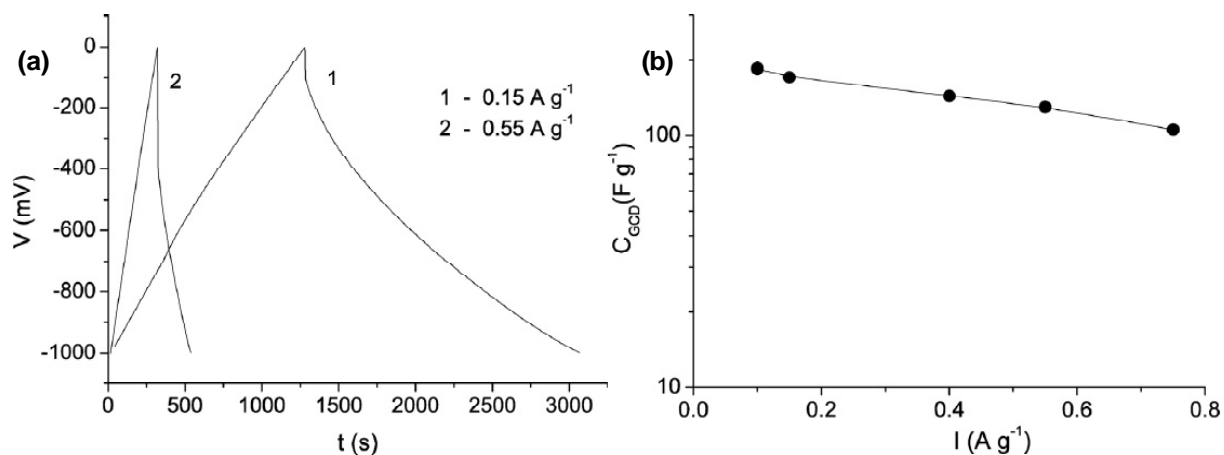 (a)
V (mV)
0
-200
-400
-600
-800
-1000
2
1
1 - 0.15 A g⁻¹
2 - 0.55 A g⁻¹
0 500 1000 1500 2000 2500 3000
t (s)
(b)
C_GCD(F g⁻¹)
100
10
0.0 0.2 0.4 0.6 0.8
I (A g⁻¹)